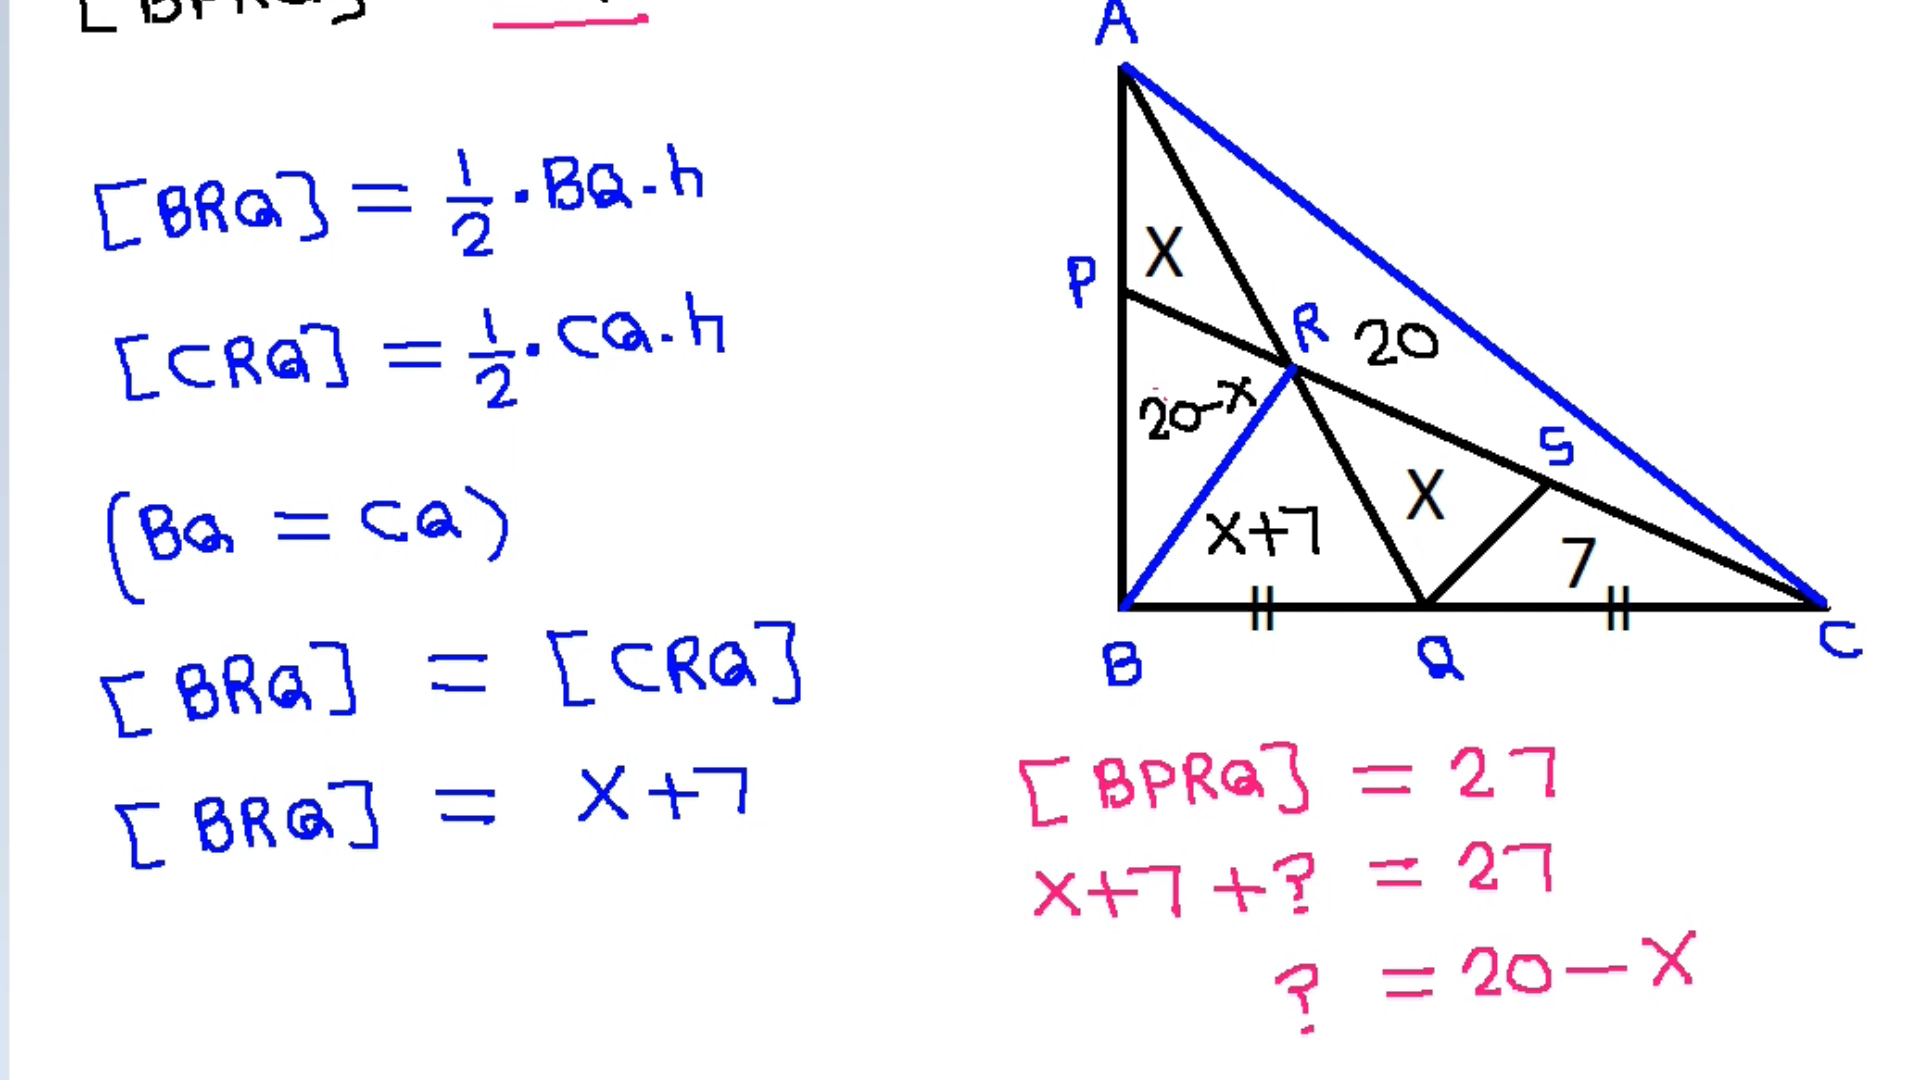 [BPRQ]
[BRQ] = 1/2 . BQ . h
[CRQ] = 1/2 . CQ . h
(BQ = CQ)
[BRQ] = [CRQ]
[BRQ] = x+7
A
X
P
R
20
20-x
S
X
x+7
7
B
Q
C
[BPRQ] = 27
x+7+? = 27
? = 20-x